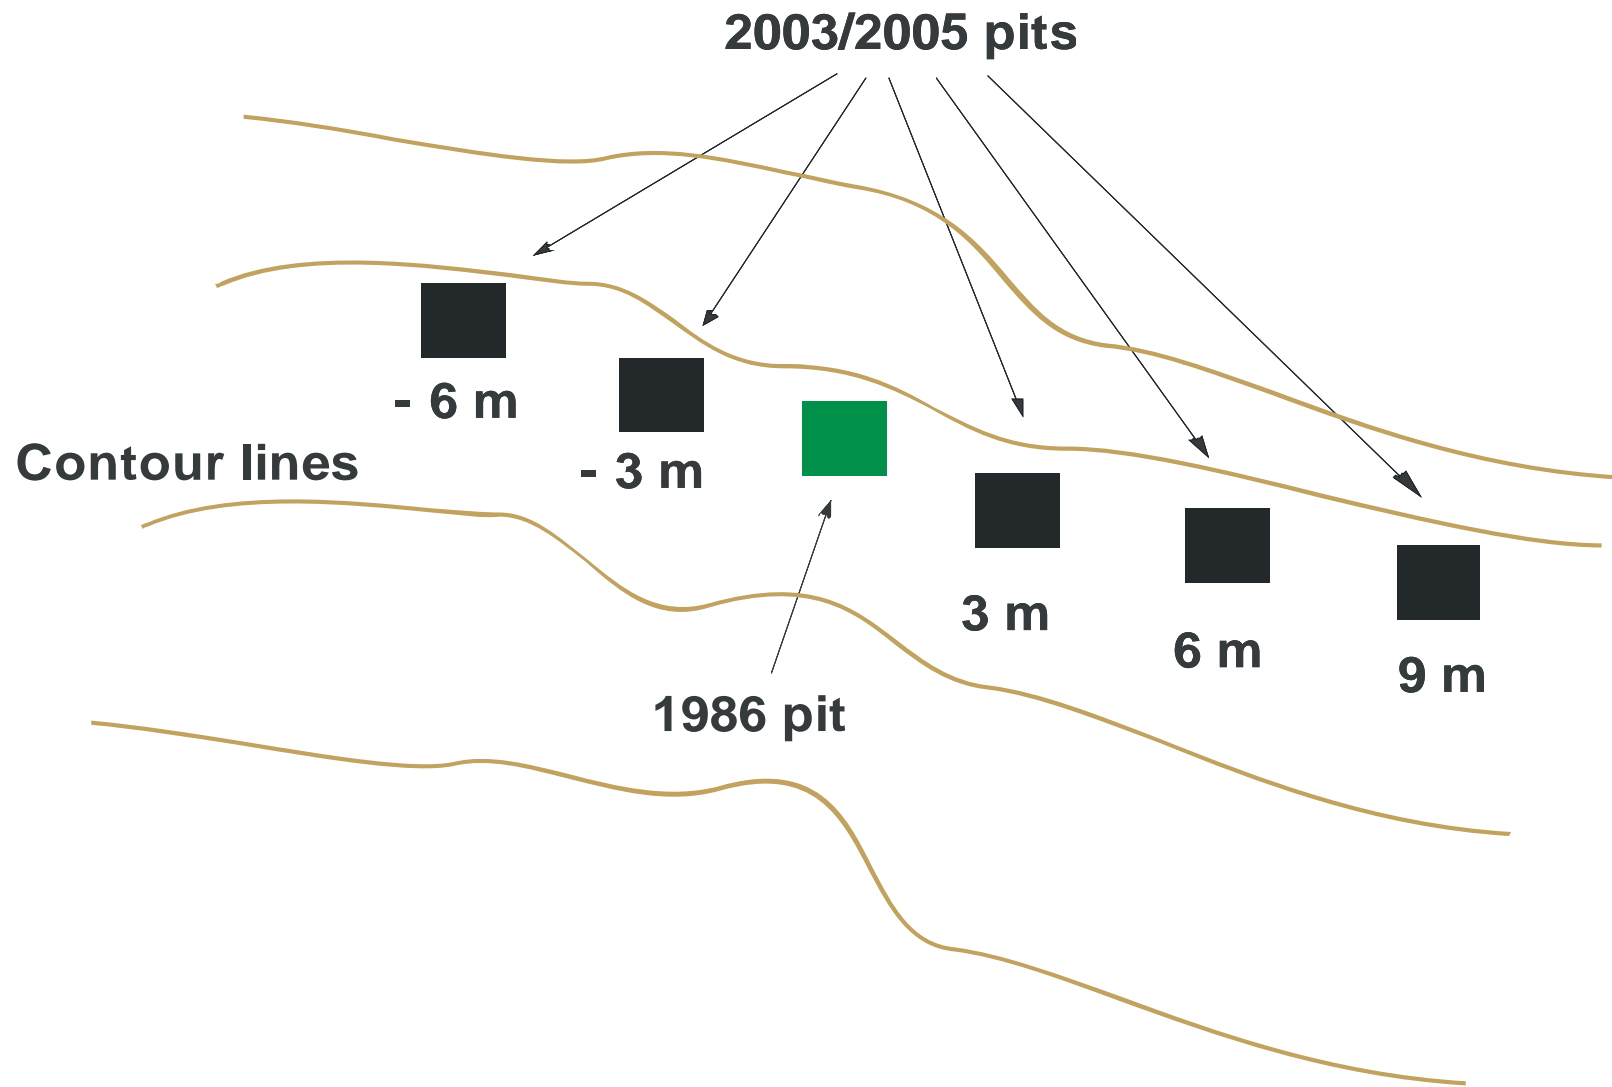 2003/2005 pits
- 6 m
- 3 m
Contour lines
3 m
6 m
9 m
1986 pit